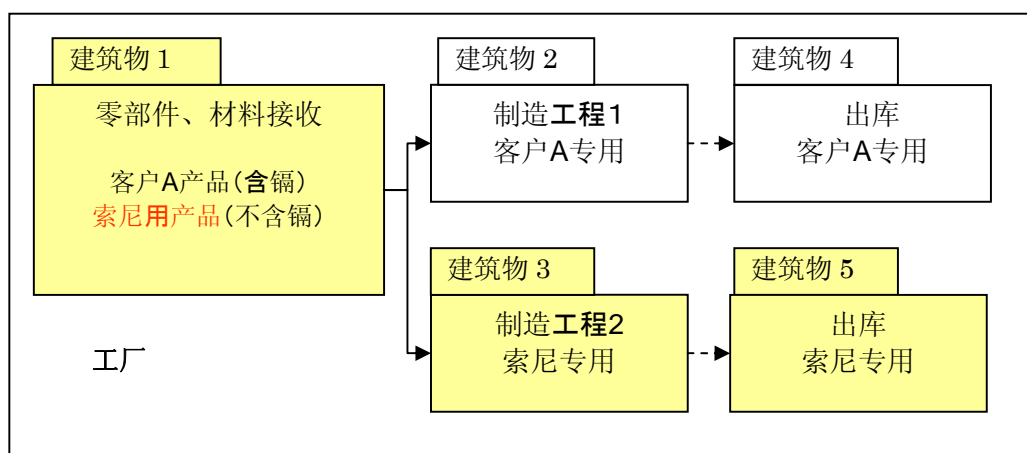 建筑物 1
零部件、材料接收
客户A产品(含镉)
索尼用产品(不含镉)
建筑物 2
制造工程1
客户A专用
建筑物 4
出库
客户A专用
建筑物 3
制造工程2
索尼专用
建筑物 5
出库
索尼专用
工厂